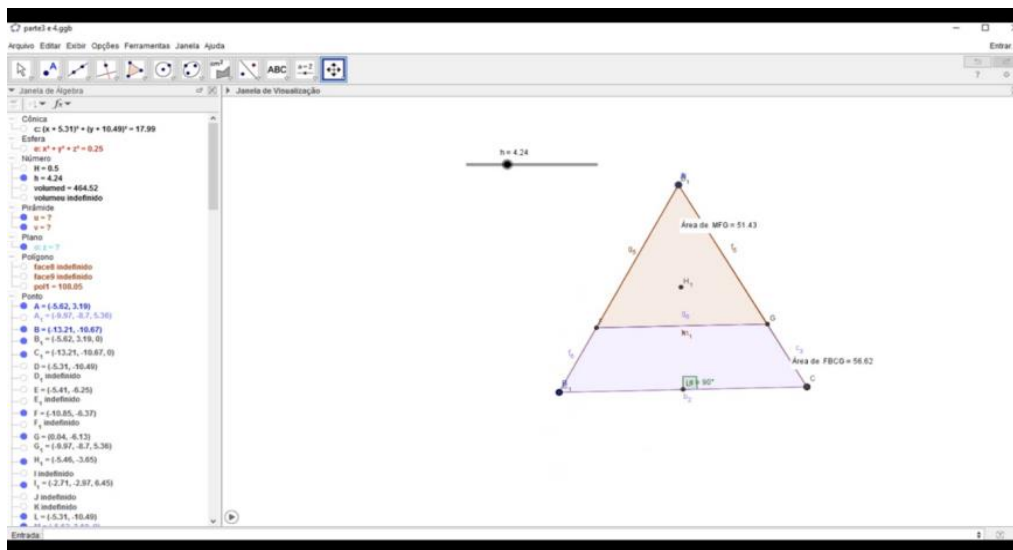 parte3 e 4.ggb
Arquivo Editar Exibir Opções Ferramentas Janela Ajuda
Entrar
ABC a=2
Janela de Álgebra
Janela de Visualização
Cônica
c: (x + 5.31)² + (y + 10.49)² = 17.99
Esfera
e: x² + y² + z² = 0.25
Número
H = 0.5
h = 4.24
volumed = 464.52
volumeu indefinido
Pirâmide
u = ?
v = ?
Plano
Polígono
face8 indefinido
face9 indefinido
pol1 = 108.05
Ponto
A = (-5.62, 3.19)
A₁ = (-9.97, -8.7, 5.36)
B = (-13.21, -10.67)
B₁ = (-5.62, 3.19, 0)
C₁ = (-13.21, -10.67, 0)
D = (-5.31, -10.49)
D₁ indefinido
E = (-5.41, -6.25)
E₁ indefinido
F = (-10.85, -6.37)
F₁ indefinido
G = (0.04, -6.13)
G₁ = (-9.97, -8.7, 5.36)
H₁ = (-5.46, -3.65)
I indefinido
I₁ = (-2.71, -2.97, 6.45)
J indefinido
K indefinido
L = (-5.31, -10.49)
h = 4.24
Área de MFG = 51.43
H₁
G
Área de FBCG = 56.62
C
90°
Entrada: